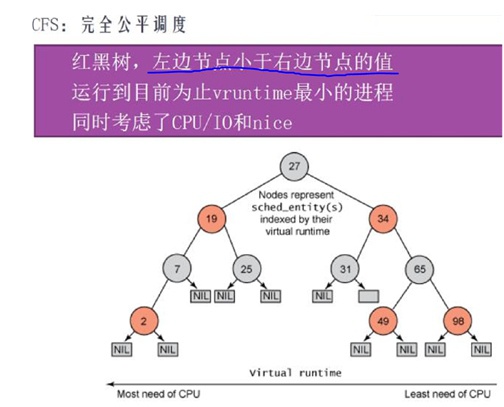 CFS：完全公平调度
红黑树，左边节点小于右边节点的值
运行到目前为止vruntime最小的进程
同时考虑了CPU/IO和nice
27
Nodes represent
sched_entity(s)
indexed by their
virtual runtime
19
34
7
25
31
65
NIL NIL NIL NIL
2
49
98
NIL NIL NIL NIL NIL NIL
Virtual runtime
Most need of CPU
Least need of CPU